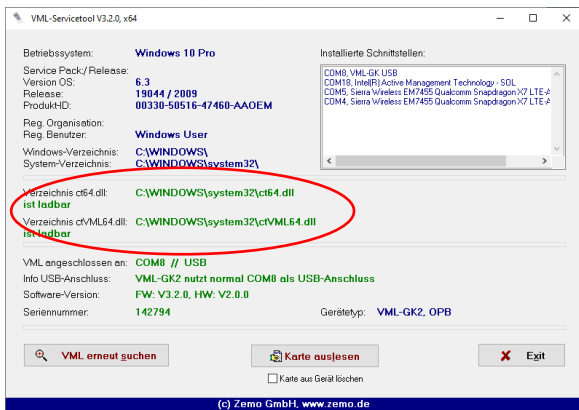 VML-Servicetool V3.2.0, x64
Betriebssystem: Windows 10 Pro
Installierte Schnittstellen:
Service Pack:/ Release:
Version OS: 6.3
Release: 19044 / 2009
Produkt-ID: 00330-50516-47460-AAOEM
COM8, VML-GK USB
COM18, Intel(R) Active Management Technology - SOL
COM5, Sierra Wireless EM7455 Qualcomm Snapdragon X7 LTE-A
COM4, Sierra Wireless EM7455 Qualcomm Snapdragon X7 LTE-A
Reg. Organisation:
Reg. Benutzer: Windows User
Windows-Verzeichnis: C:\WINDOWS\
System-Verzeichnis: C:\WINDOWS\system32\
Verzeichnis ct64.dll: C:\WINDOWS\system32\ct64.dll
ist ladbar
Verzeichnis ctVML64.dll: C:\WINDOWS\system32\ctVML64.dll
ist ladbar
VML angeschlossen an: COM8 // USB
Info USB-Anschluss: VML-GK2 nutzt normal COM8 als USB-Anschluss
Software-Version: FW: V3.2.0, HW: V2.0.0
Seriennummer: 142794
Gerätetyp: VML-GK2, OPB
VML erneut suchen
Karte auslesen
Exit
Karte aus Gerät löschen
(c) Zemo GmbH, www.zemo.de